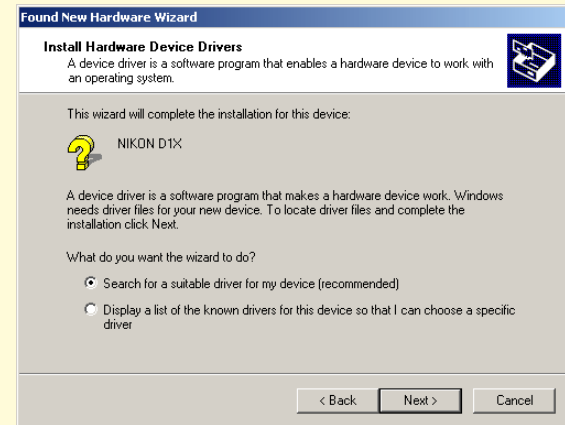 Found New Hardware Wizard
Install Hardware Device Drivers
A device driver is a software program that enables a hardware device to work with
an operating system.
This wizard will complete the installation for this device:
NIKON D1X
A device driver is a software program that makes a hardware device work. Windows
needs driver files for your new device. To locate driver files and complete the
installation click Next.
What do you want the wizard to do?
Search for a suitable driver for my device (recommended)
Display a list of the known drivers for this device so that I can choose a specific
driver
< Back Next > Cancel